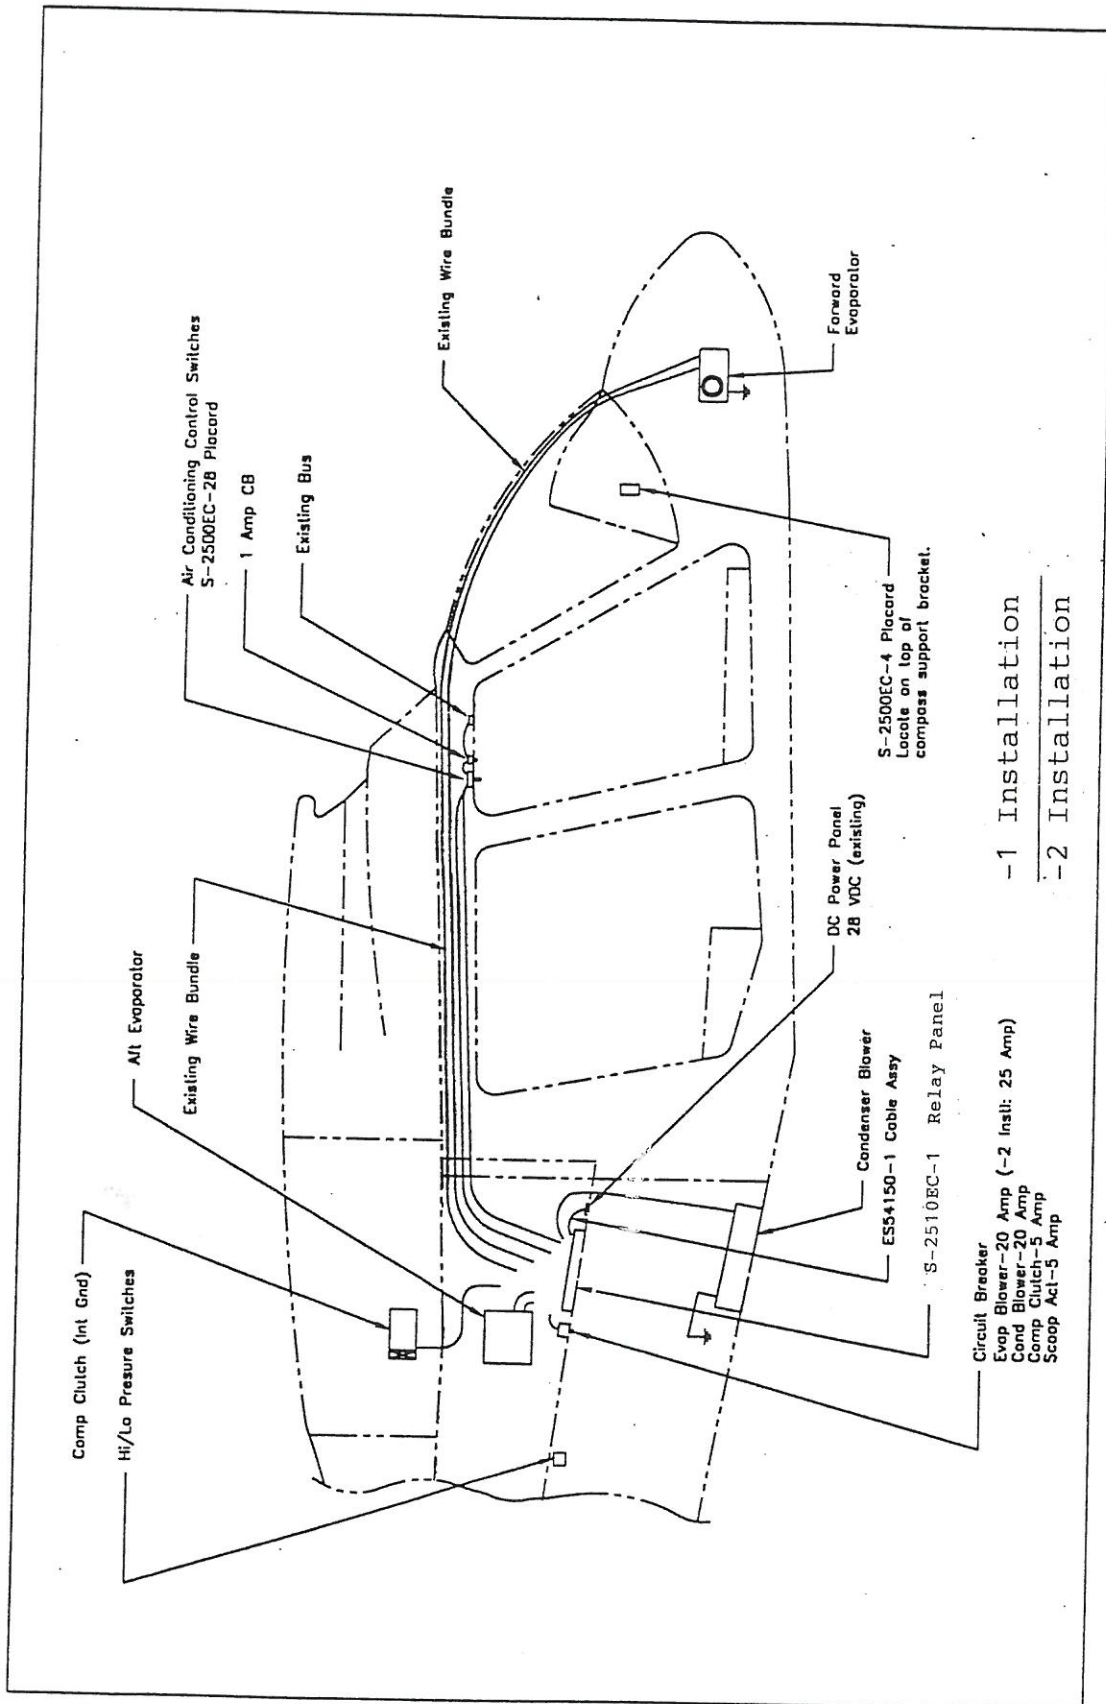 Comp Clutch (Int Gnd)
Hi/Lo Presure Switches
Aft Evaporator
Existing Wire Bundle
Air Conditioning Control Switches
S-2500EC-28 Placard
1 Amp CB
Existing Bus
Existing Wire Bundle
Forward
Evaporator
S-2500EC-4 Placard
Locate on top of
compass support bracket.
DC Power Panel
28 VDC (existing)
Condenser Blower
ES54150-1 Cable Assy
S-2510EC-1 Relay Panel
Circuit Breaker
Evap Blower-20 Amp (-2 Instl: 25 Amp)
Cond Blower-20 Amp
Comp Clutch-5 Amp
Scoop Act-5 Amp
-1 Installation
-2 Installation